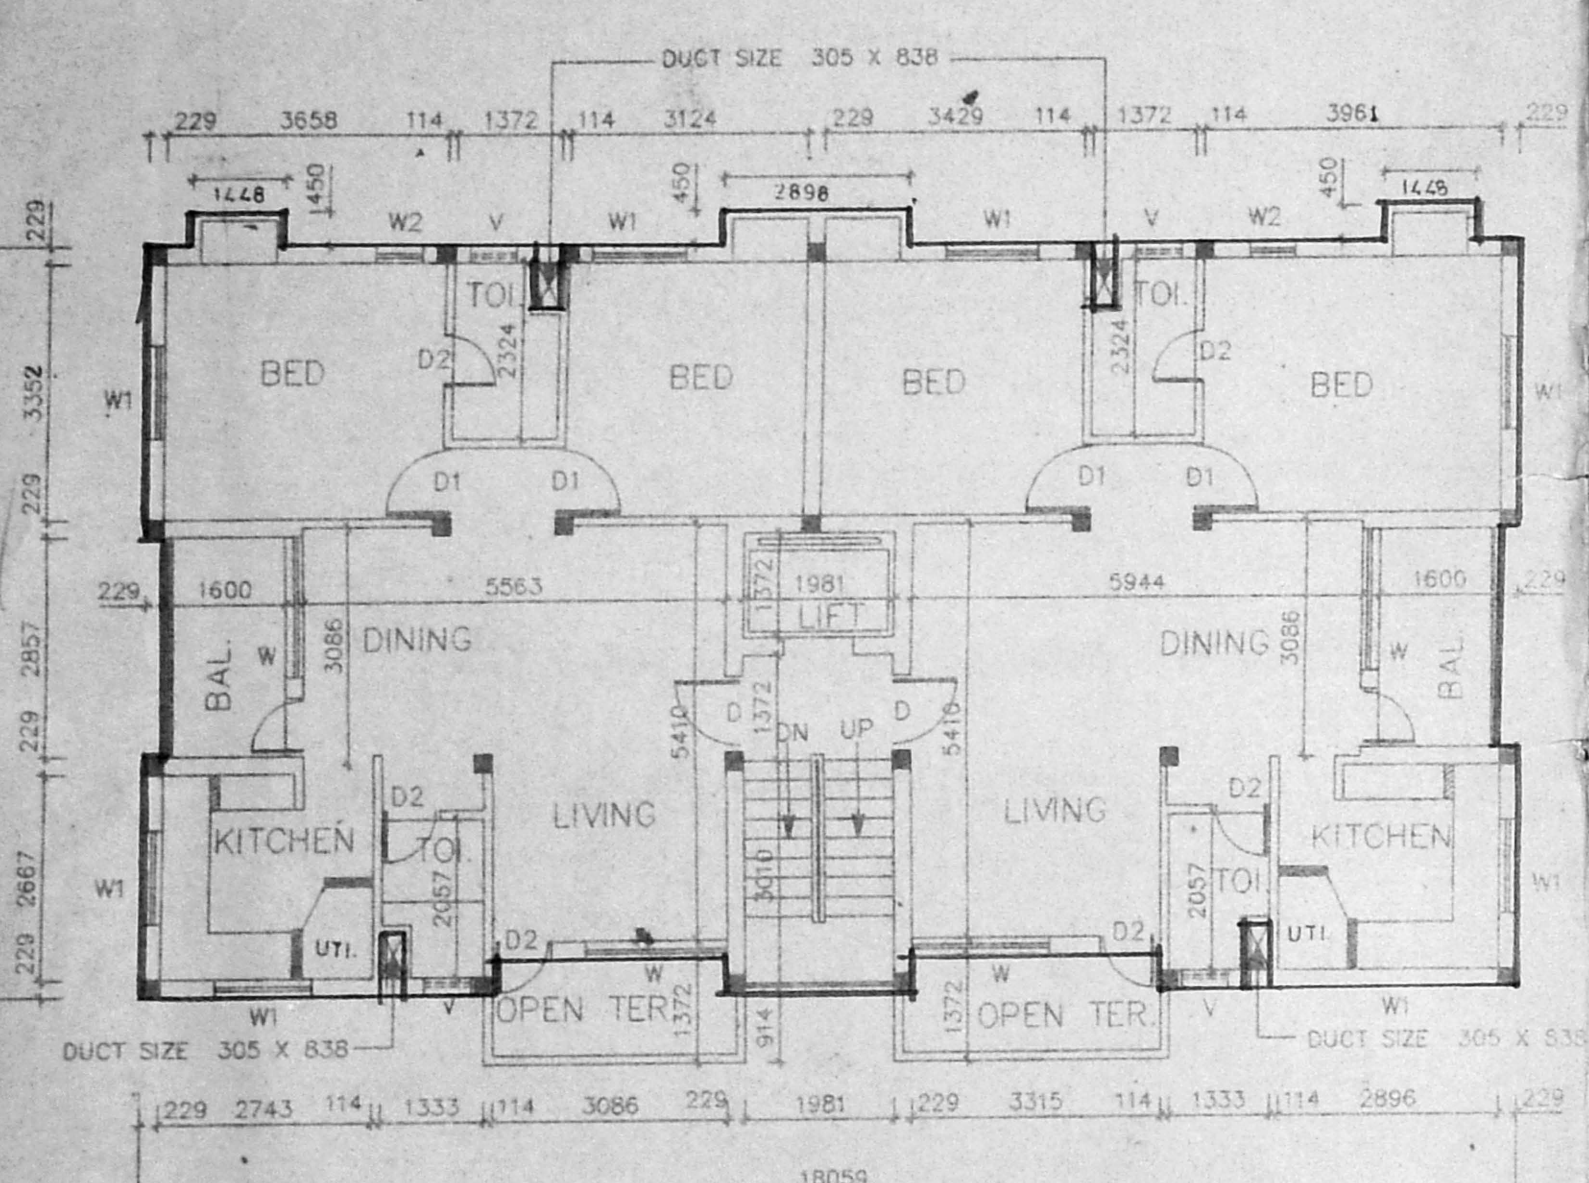 DUCT SIZE 305 X 838
229 3658 114 1372 114 3124 229 3429 114 1372 114 3961 229
1448 450 450 2898 450 1448
229 W2 V W1 W1 V W2
TOI. TOI.
3352 W1 BED D2 2324 BED BED 2324 D2 BED W1
229 D1 D1 D1 D1
229 1600 5563 1372 1981 5944 1600 229
LIFT
2857 BAL. W 3086 DINING DINING 3086 W BAL.
229 5410 D 1372 DN UP D 5410
D2 LIVING LIVING D2
KITCHEN TOI. KITCHEN
2667 W1 2057 3010 2057 TOI. W1
229 UTI. D2 D2 UTI.
W W
W1 V OPEN TER. 1372 914 1372 OPEN TER. V W1
DUCT SIZE 305 X 838 DUCT SIZE 305 X 838
229 2743 114 1333 114 3086 229 1981 229 3315 114 1333 114 2896 229
18059